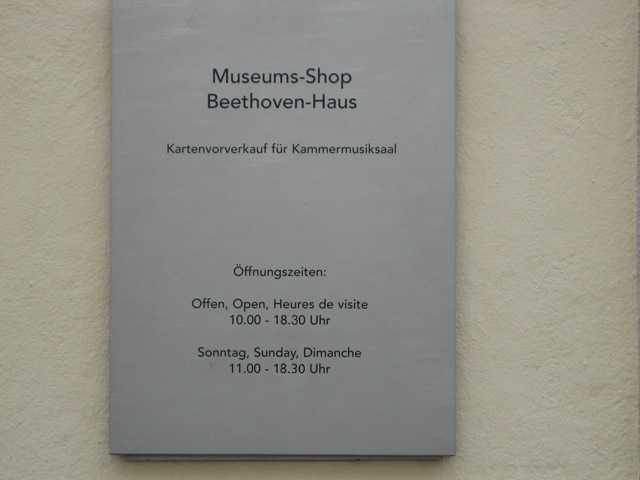 Museums-Shop
Beethoven-Haus
Kartenvorverkauf für Kammermusiksaal
Öffnungszeiten:
Offen, Open, Heures de visite
10.00 - 18.30 Uhr
Sonntag, Sunday, Dimanche
11.00 - 18.30 Uhr